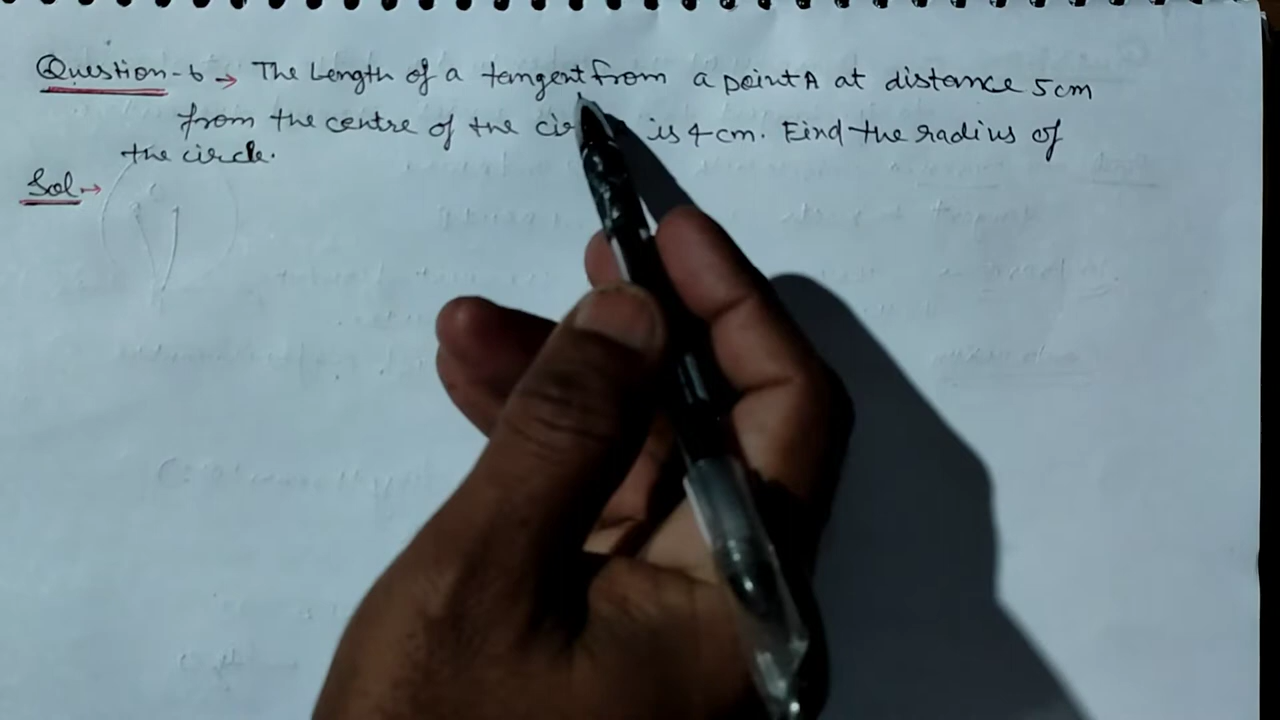 Question-6→ The Length of a tangent from a point A at distance 5cm
from the centre of the is 4cm. Find the radius of
the circle.
Sol→